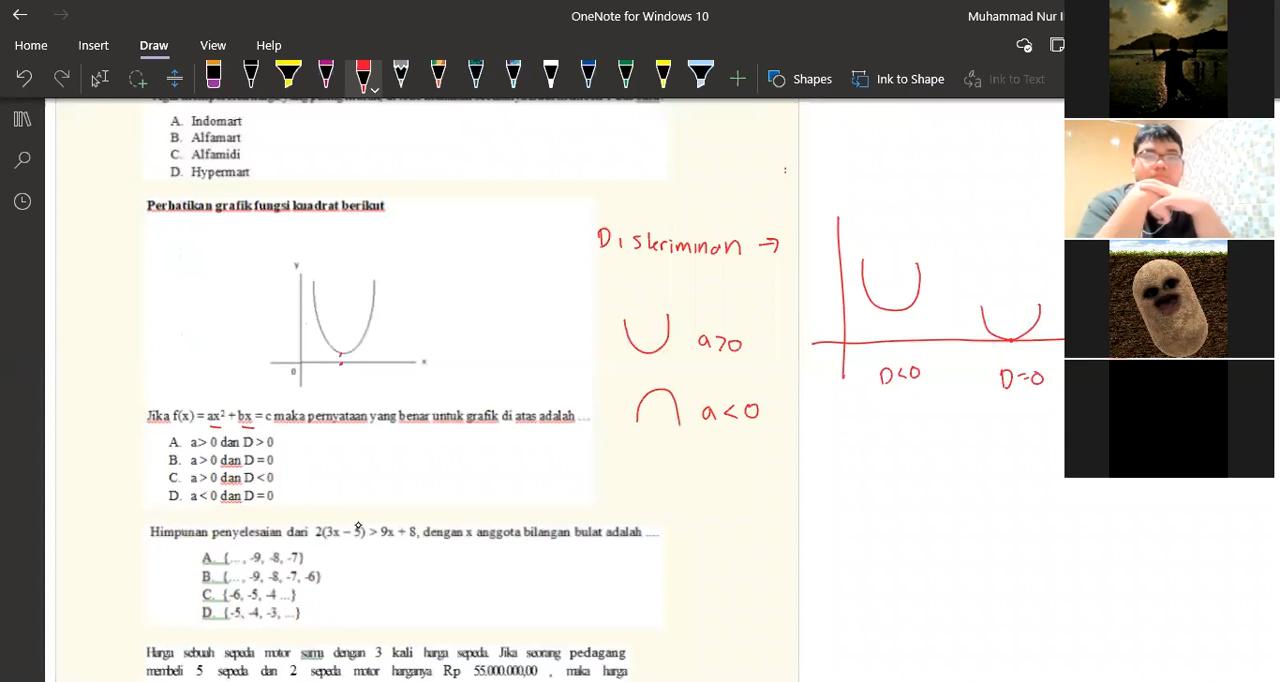 OneNote for Windows 10
Muhammad Nur I
Home Insert Draw View Help
Shapes Ink to Shape Ink to Text
A. Indomart
B. Alfamart
C. Alfamidi
D. Hypermart
Perhatikan grafik fungsi kuadrat berikut
Y
0
x
Jika f(x) = ax² + bx = c maka pernyataan yang benar untuk grafik di atas adalah ...
A. a > 0 dan D > 0
B. a > 0 dan D = 0
C. a > 0 dan D < 0
D. a < 0 dan D = 0
Himpunan penyelesaian dari 2(3x – 5) > 9x + 8, dengan x anggota bilangan bulat adalah ....
A. {..., -9, -8, -7}
B. {..., -9, -8, -7, -6}
C. {-6, -5, -4 ...}
D. {-5, -4, -3, ...}
Harga sebuah sepeda motor sama dengan 3 kali harga sepeda. Jika seorang pedagang
membeli 5 sepeda dan 2 sepeda motor harganya Rp 55.000.000,00 , maka harga
Diskriminan →
a>0
a<0
D<0
D=0